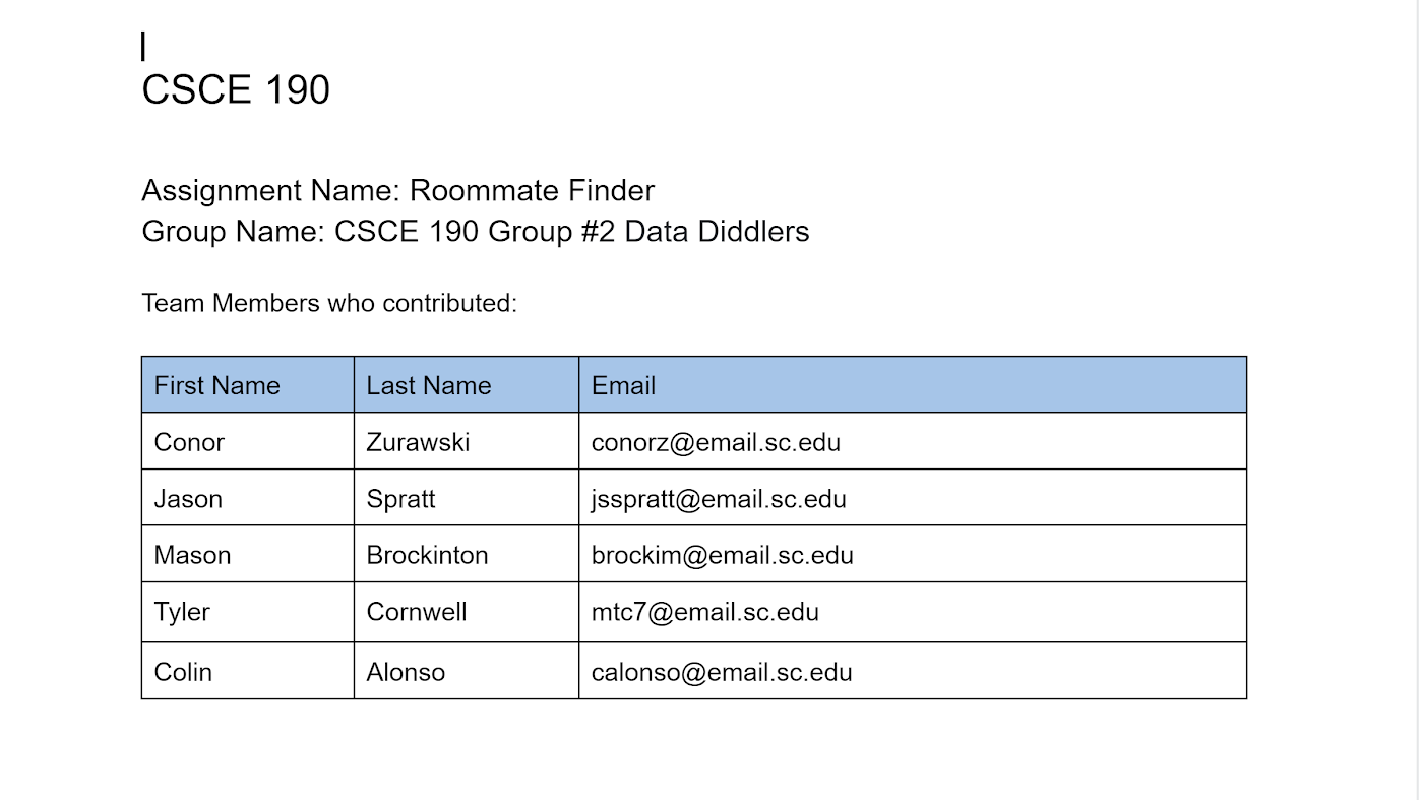 CSCE 190
Assignment Name: Roommate Finder
Group Name: CSCE 190 Group #2 Data Diddlers
Team Members who contributed:
First Name Last Name Email
Conor Zurawski conorz@email.sc.edu
Jason Spratt jsspratt@email.sc.edu
Mason Brockinton brockim@email.sc.edu
Tyler Cornwell mtc7@email.sc.edu
Colin Alonso calonso@email.sc.edu